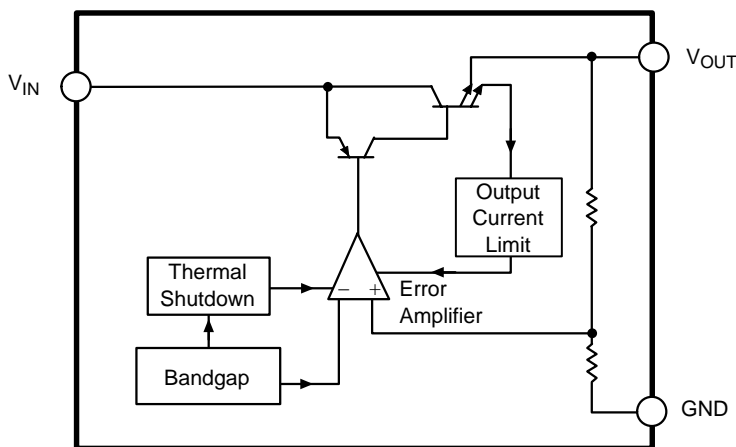 V_IN
V_OUT
Output
Current
Limit
Thermal
Shutdown
− +
Error
Amplifier
Bandgap
GND